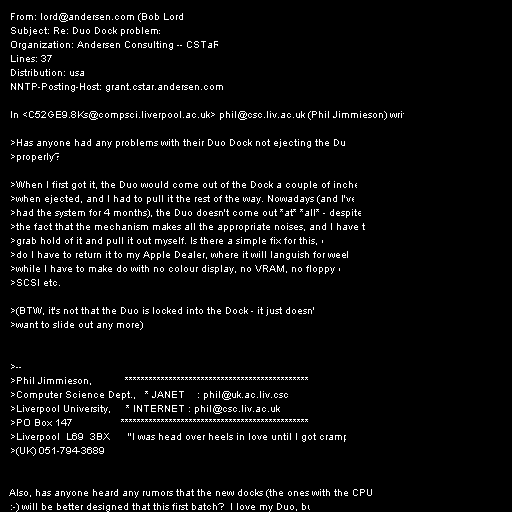 From: lord@andersen.com (Bob Lord
Subject: Re: Duo Dock problem:
Organization: Andersen Consulting -- CSTaR
Lines: 37
Distribution: usa
NNTP-Posting-Host: grant.cstar.andersen.com
In <C52GE9.8Ks@compsci.liverpool.ac.uk> phil@csc.liv.ac.uk (Phil Jimmieson) wri
>Has anyone had any problems with their Duo Dock not ejecting the Du
>properly?
>When I first got it, the Duo would come out of the Dock a couple of inche
>when ejected, and I had to pull it the rest of the way. Nowadays (and I've
>had the system for 4 months), the Duo doesn't come out *at* *all* - despite
>the fact that the mechanism makes all the appropriate noises, and I have t
>grab hold of it and pull it out myself. Is there a simple fix for this,
>do I have to return it to my Apple Dealer, where it will languish for weel
>while I have to make do with no colour display, no VRAM, no floppy
>SCSI etc.
>(BTW, it's not that the Duo is locked into the Dock - it just doesn'
>want to slide out any more)
>--
>Phil Jimmieson, **********************************************
>Computer Science Dept., * JANET : phil@uk.ac.liv.csc
>Liverpool University, * INTERNET : phil@csc.liv.ac.uk
>PO Box 147 ***********************************************
>Liverpool L69 3BX "I was head over heels in love until I got cramp
>(UK) 051-794-3689
Also, has anyone heard any rumors that the new docks (the ones with the CPU
:-) will be better designed that this first batch? I love my Duo, bu